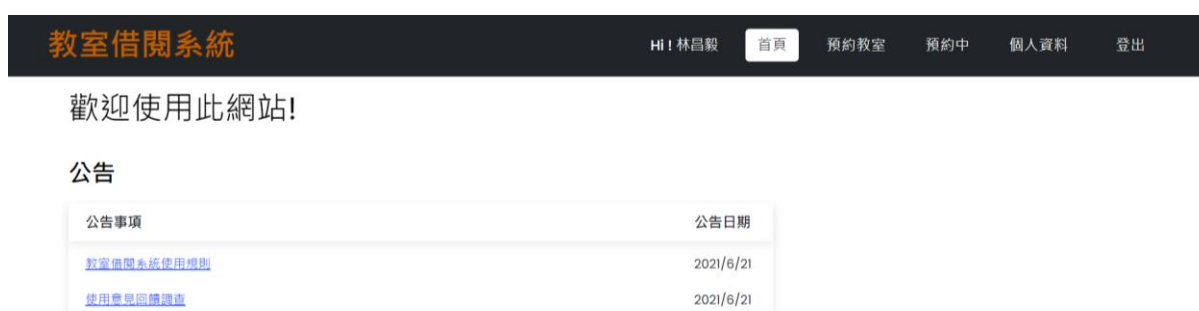 教室借閱系統 Hi ! 林昌毅 首頁 預約教室 預約中 個人資料 登出
歡迎使用此網站!
公告
公告事項 公告日期
教室借閱系統使用規則 2021/6/21
使用意見回饋調查 2021/6/21